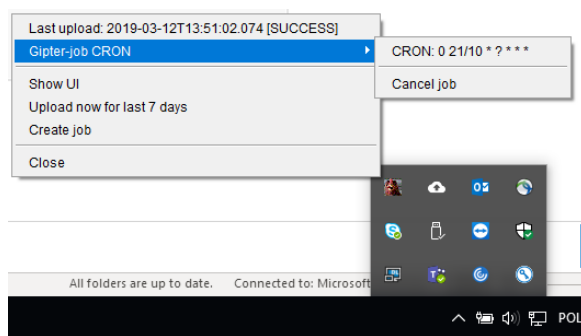 Last upload: 2019-03-12T13:51:02.074 [SUCCESS]
Gipter-job CRON
CRON: 0 21/10 * ? * * *
Show UI
Cancel job
Upload now for last 7 days
Create job
Close
All folders are up to date. Connected to: Microsoft
POL